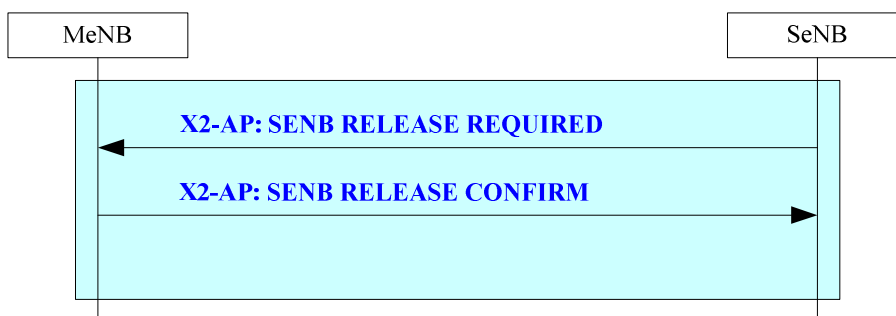 MeNB
SeNB
X2-AP: SENB RELEASE REQUIRED
X2-AP: SENB RELEASE CONFIRM